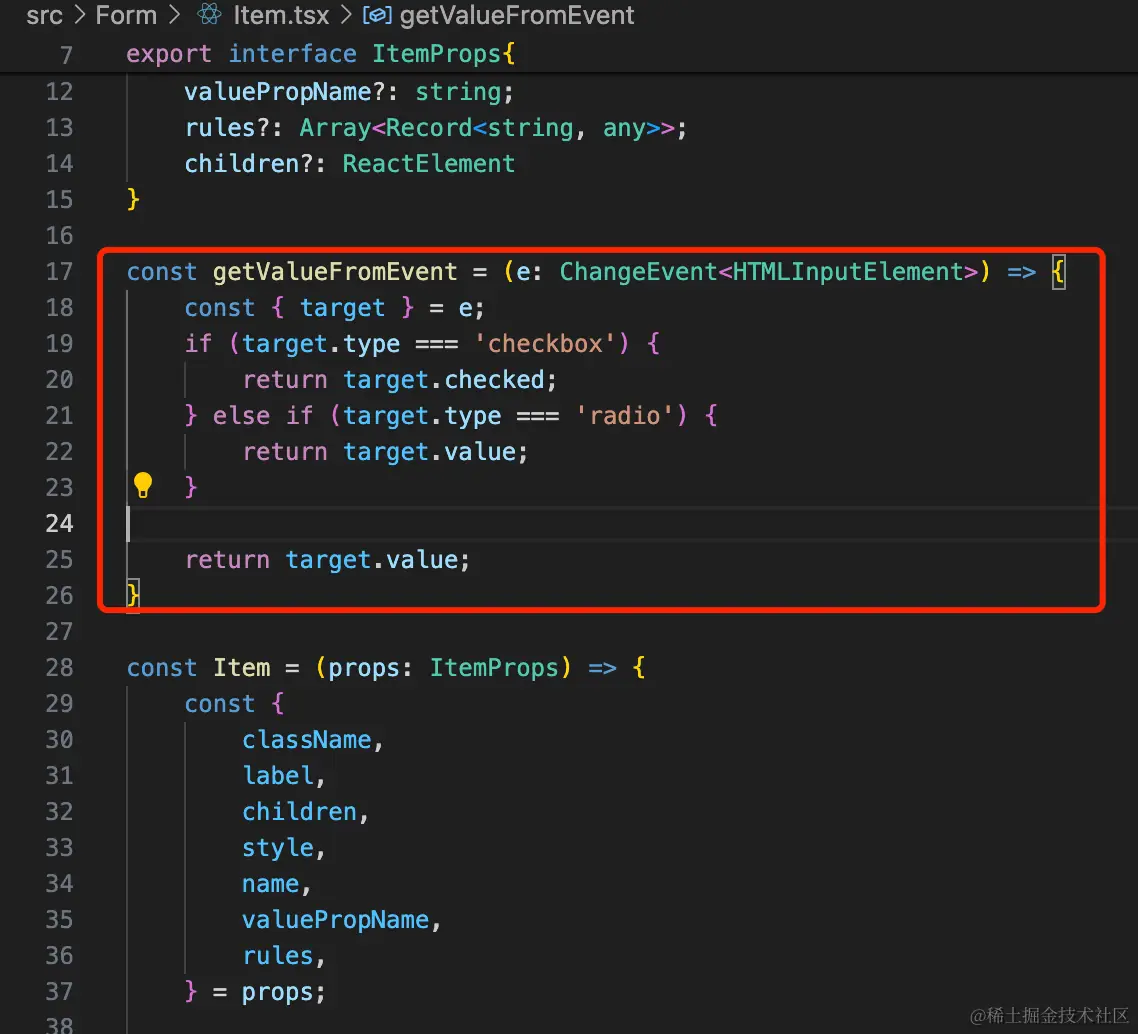 src > Form > Item.tsx > getValueFromEvent
7 export interface ItemProps{
12 valuePropName?: string;
13 rules?: Array<Record<string, any>>;
14 children?: ReactElement
15 }
16
17 const getValueFromEvent = (e: ChangeEvent<HTMLInputElement>) => {
18 const { target } = e;
19 if (target.type === 'checkbox') {
20 return target.checked;
21 } else if (target.type === 'radio') {
22 return target.value;
23 }
24
25 return target.value;
26 }
27
28 const Item = (props: ItemProps) => {
29 const {
30 className,
31 label,
32 children,
33 style,
34 name,
35 valuePropName,
36 rules,
37 } = props;
38
@稀土掘金技术社区